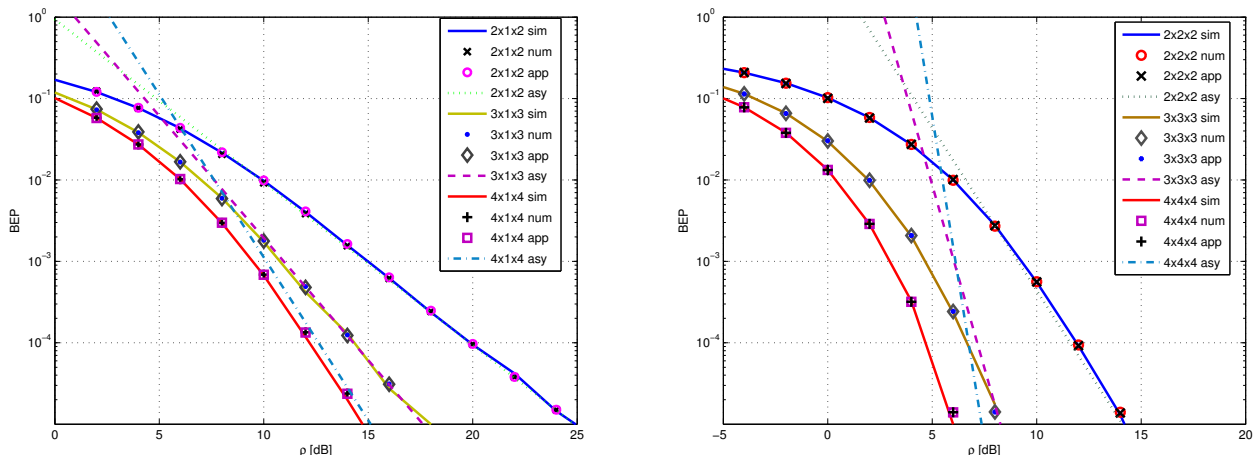 10^0
10^-1
10^-2
10^-3
10^-4
BEP
0
5
10
15
20
25
ρ [dB]
2x1x2 sim
2x1x2 num
2x1x2 app
2x1x2 asy
3x1x3 sim
3x1x3 num
3x1x3 app
3x1x3 asy
4x1x4 sim
4x1x4 num
4x1x4 app
4x1x4 asy
10^0
10^-1
10^-2
10^-3
10^-4
BEP
-5
0
5
10
15
20
ρ [dB]
2x2x2 sim
2x2x2 num
2x2x2 app
2x2x2 asy
3x3x3 sim
3x3x3 num
3x3x3 app
3x3x3 asy
4x4x4 sim
4x4x4 num
4x4x4 app
4x4x4 asy